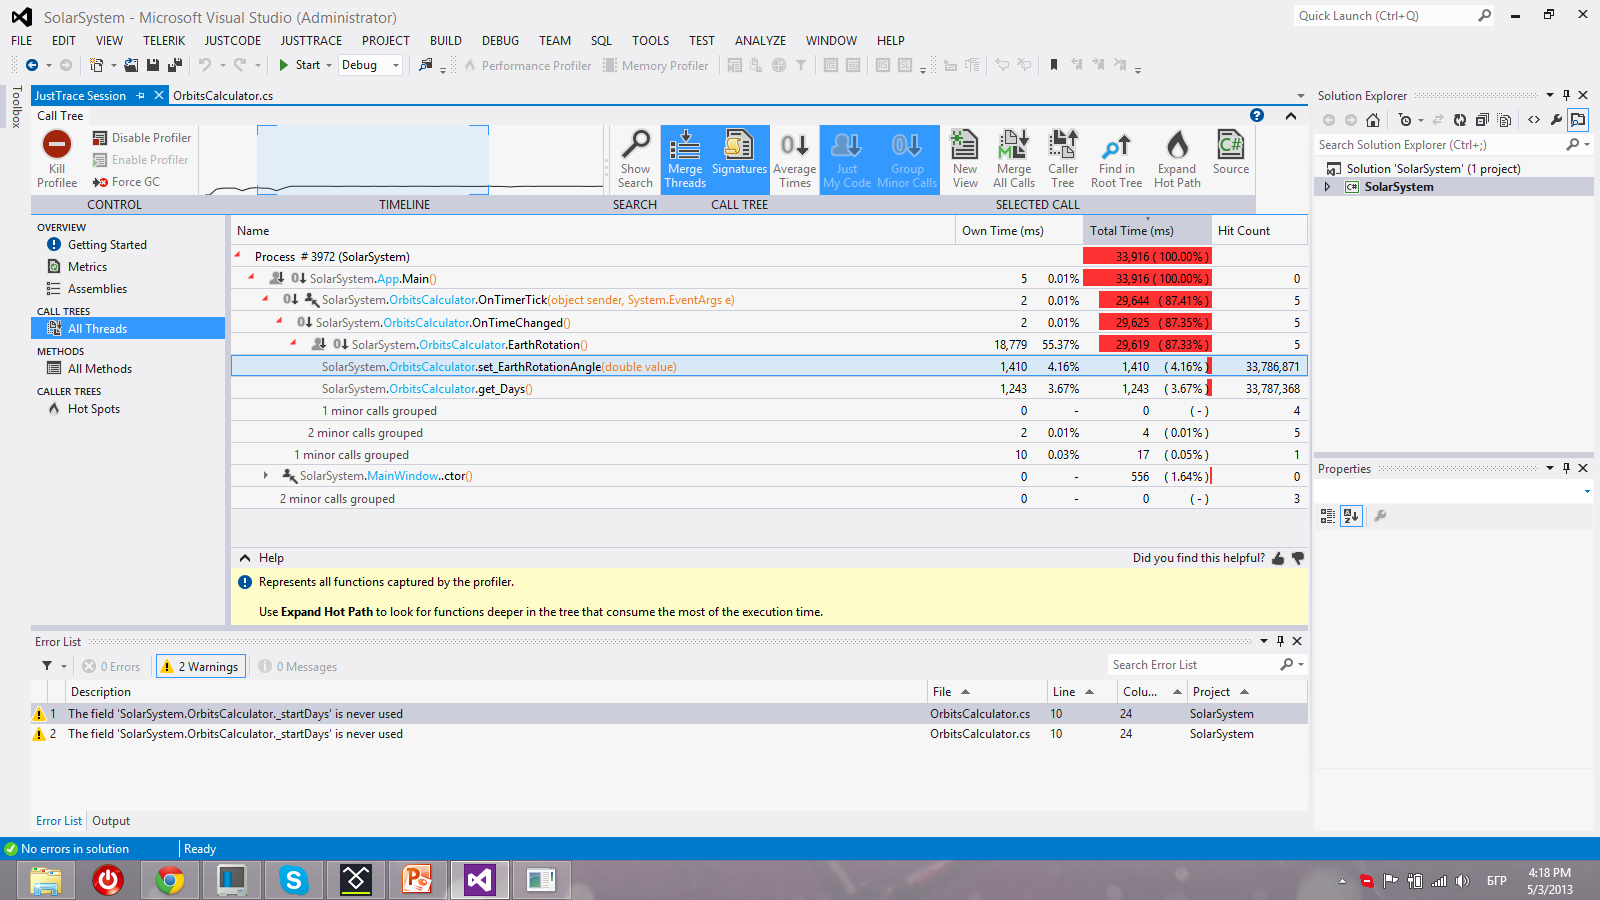 SolarSystem - Microsoft Visual Studio (Administrator)
Quick Launch (Ctrl+Q)
FILE EDIT VIEW TELERIK JUSTCODE JUSTTRACE PROJECT BUILD DEBUG TEAM SQL TOOLS TEST ANALYZE WINDOW HELP
Start Debug Performance Profiler Memory Profiler
Toolbox
JustTrace Session OrbitsCalculator.cs
Call Tree
Kill Profilee
Disable Profiler
Enable Profiler
Force GC
Show Search
Merge Threads
Signatures
Average Times
Just My Code
Group Minor Calls
New View
Merge All Calls
Caller Tree
Find in Root Tree
Expand Hot Path
Source
CONTROL TIMELINE SEARCH CALL TREE SELECTED CALL
OVERVIEW
Getting Started
Metrics
Assemblies
CALL TREES
All Threads
METHODS
All Methods
CALLER TREES
Hot Spots
Name Own Time (ms) Total Time (ms) Hit Count
Process # 3972 (SolarSystem) 33,916 ( 100.00% )
SolarSystem.App.Main() 5 0.01% 33,916 ( 100.00% ) 0
SolarSystem.OrbitsCalculator.OnTimerTick(object sender, System.EventArgs e) 2 0.01% 29,644 ( 87.41% ) 5
SolarSystem.OrbitsCalculator.OnTimeChanged() 2 0.01% 29,625 ( 87.35% ) 5
SolarSystem.OrbitsCalculator.EarthRotation() 18,779 55.37% 29,619 ( 87.33% ) 5
SolarSystem.OrbitsCalculator.set_EarthRotationAngle(double value) 1,410 4.16% 1,410 ( 4.16% ) 33,786,871
SolarSystem.OrbitsCalculator.get_Days() 1,243 3.67% 1,243 ( 3.67% ) 33,787,368
1 minor calls grouped 0 - 0 ( - ) 4
2 minor calls grouped 2 0.01% 4 ( 0.01% ) 5
1 minor calls grouped 10 0.03% 17 ( 0.05% ) 1
SolarSystem.MainWindow..ctor() 0 - 556 ( 1.64% ) 0
2 minor calls grouped 0 - 0 ( - ) 3
Help Did you find this helpful?
Represents all functions captured by the profiler.
Use Expand Hot Path to look for functions deeper in the tree that consume the most of the execution time.
Solution Explorer
Search Solution Explorer (Ctrl+;)
Solution 'SolarSystem' (1 project)
C# SolarSystem
Properties
Error List
0 Errors 2 Warnings 0 Messages Search Error List
Description File Line Colu... Project
1 The field 'SolarSystem.OrbitsCalculator._startDays' is never used OrbitsCalculator.cs 10 24 SolarSystem
2 The field 'SolarSystem.OrbitsCalculator._startDays' is never used OrbitsCalculator.cs 10 24 SolarSystem
Error List Output
No errors in solution Ready
БГР
4:18 PM
5/3/2013